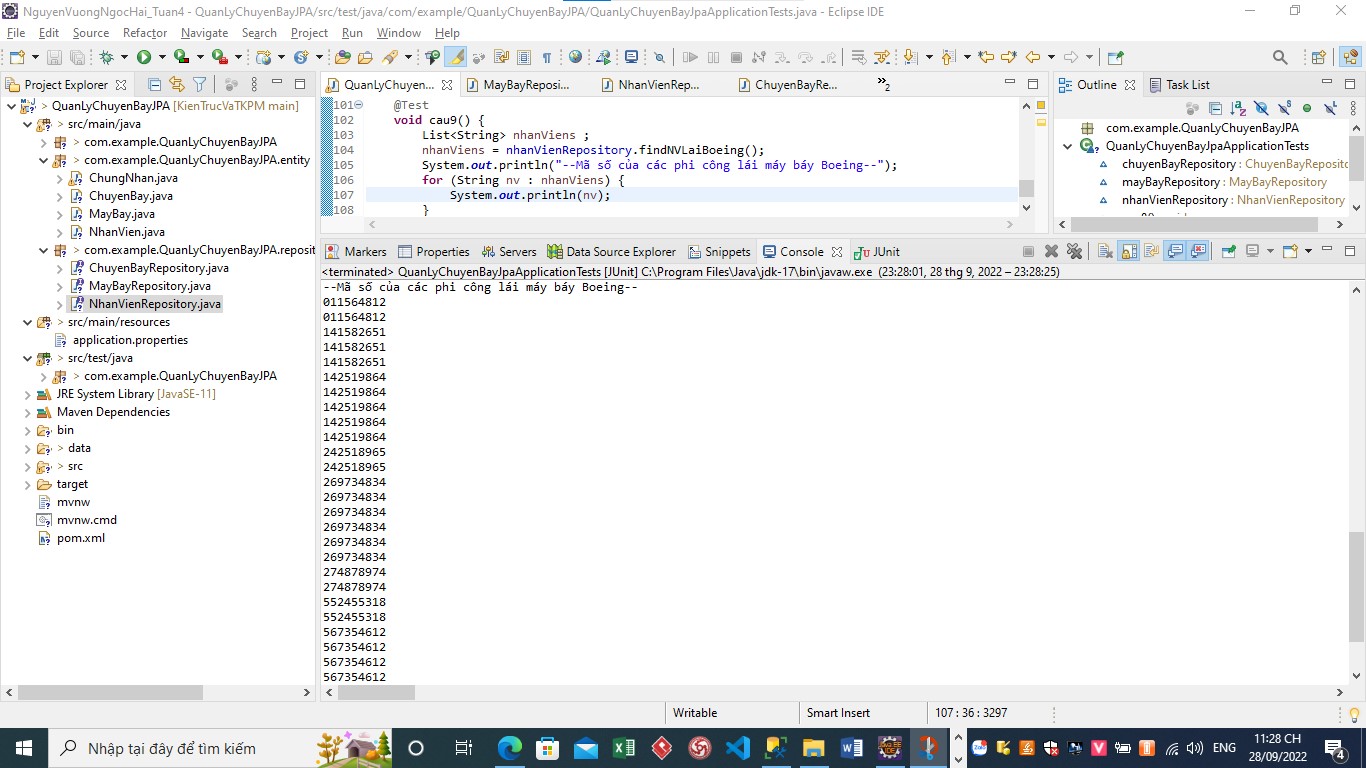 NguyenVuongNgocHai_Tuan4 - QuanLyChuyenBayJPA/src/test/java/com/example/QuanLyChuyenBayJPA/QuanLyChuyenBayJpaApplicationTests.java - Eclipse IDE
File Edit Source Refactor Navigate Search Project Run Window Help
Project Explorer
QuanLyChuyenBayJPA [KienTrucVaTKPM main]
src/main/java
com.example.QuanLyChuyenBayJPA
com.example.QuanLyChuyenBayJPA.entity
ChungNhan.java
ChuyenBay.java
MayBay.java
NhanVien.java
com.example.QuanLyChuyenBayJPA.reposit
ChuyenBayRepository.java
MayBayRepository.java
NhanVienRepository.java
src/main/resources
application.properties
src/test/java
com.example.QuanLyChuyenBayJPA
JRE System Library [JavaSE-11]
Maven Dependencies
bin
data
src
target
mvnw
mvnw.cmd
pom.xml
QuanLyChuyen... MayBayReposi... NhanVienRep... ChuyenBayRe... »2
101 @Test
102 void cau9() {
103 List<String> nhanViens ;
104 nhanViens = nhanVienRepository.findNVLaiBoeing();
105 System.out.println("--Mã số của các phi công lái máy báy Boeing--");
106 for (String nv : nhanViens) {
107 System.out.println(nv);
108 }
Outline Task List
com.example.QuanLyChuyenBayJPA
QuanLyChuyenBayJpaApplicationTests
chuyenBayRepository : ChuyenBayReposito
mayBayRepository : MayBayRepository
nhanVienRepository : NhanVienRepository
Markers Properties Servers Data Source Explorer Snippets Console JUnit
<terminated> QuanLyChuyenBayJpaApplicationTests [JUnit] C:\Program Files\Java\jdk-17\bin\javaw.exe (23:28:01, 28 thg 9, 2022 – 23:28:25)
--Mã số của các phi công lái máy báy Boeing--
011564812
011564812
141582651
141582651
141582651
142519864
142519864
142519864
142519864
142519864
242518965
242518965
269734834
269734834
269734834
269734834
269734834
269734834
274878974
274878974
552455318
552455318
567354612
567354612
567354612
567354612
Writable Smart Insert 107 : 36 : 3297
Nhập tại đây để tìm kiếm
ENG
11:28 CH
28/09/2022
4